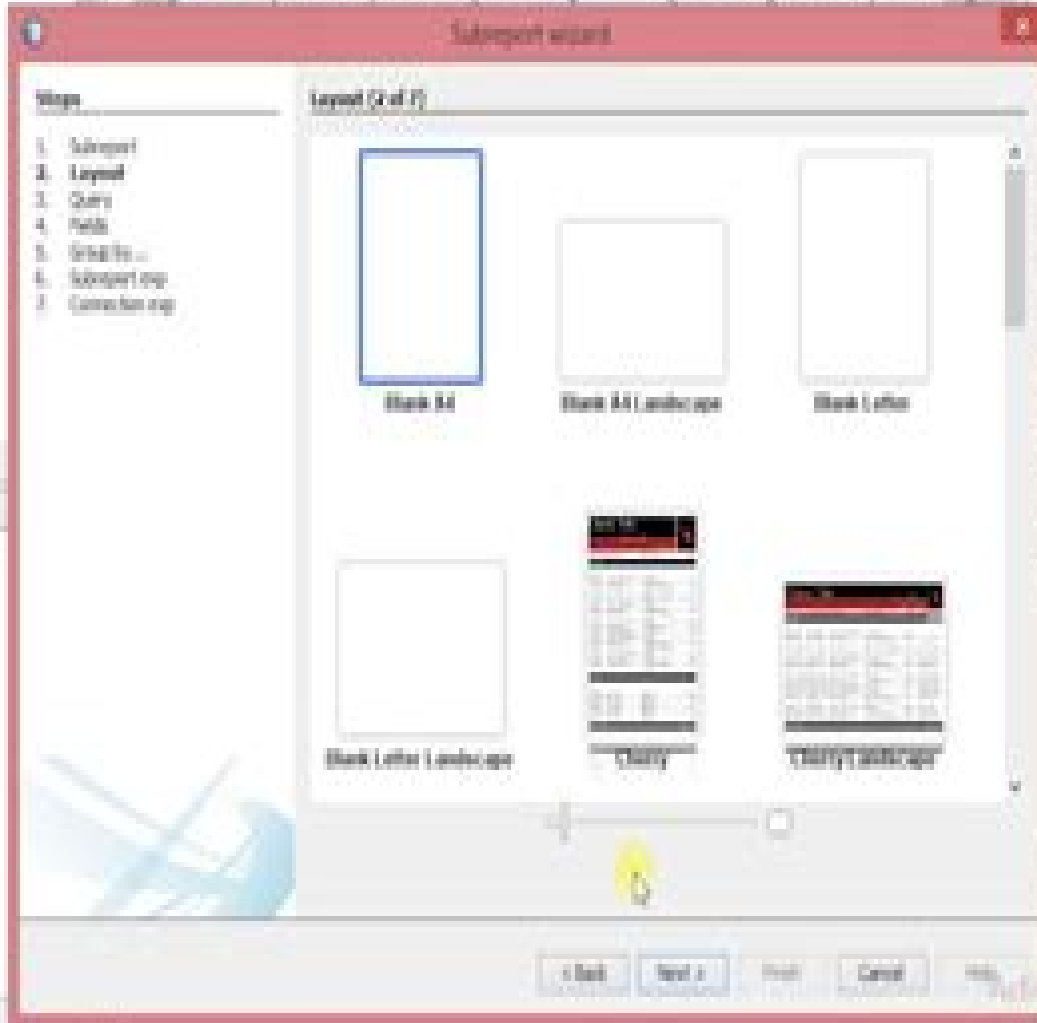 Subreport wizard
Steps
Layout (2 of 7)
1. Subreport
2. Layout
3. Query
4. Fields
5. Group by ...
6. Subreport exp
7. Connection exp
Blank A4
Blank A4 Landscape
Blank Letter
Blank Letter Landscape
Cherry
Cherry Landscape
< Back
Next >
Finish
Cancel
Help